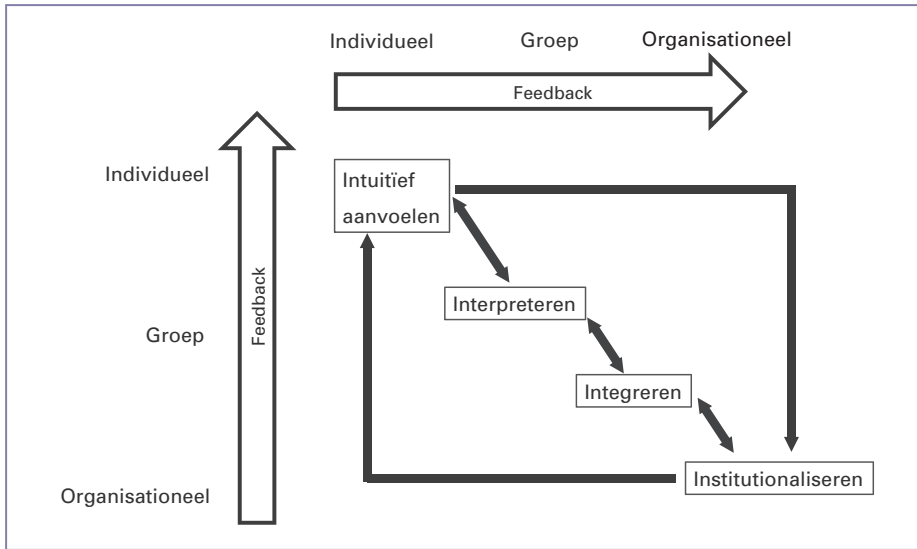 Individueel Groep Organisationeel
Feedback
Individueel
Intuïtief
aanvoelen
Feedback
Interpreteren
Groep
Integreren
Institutionaliseren
Organisationeel